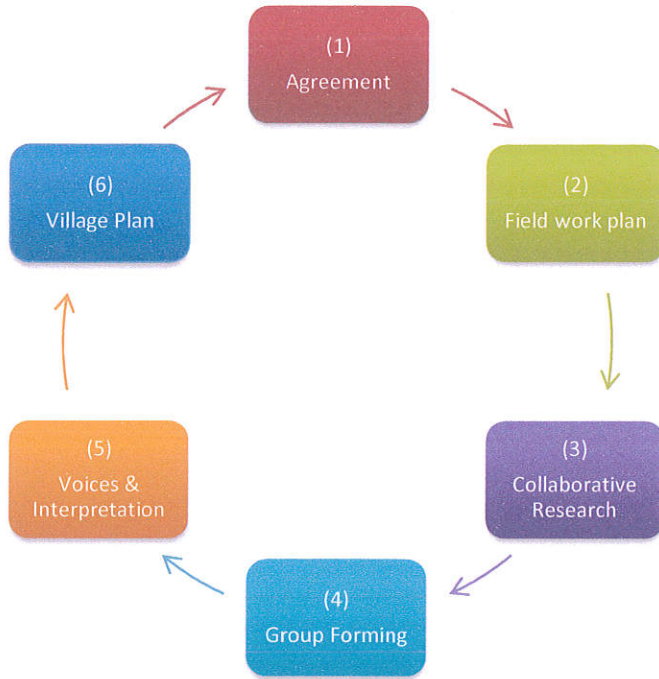 (1)
Agreement
(2)
Field work plan
(3)
Collaborative
Research
(4)
Group Forming
(5)
Voices &
Interpretation
(6)
Village Plan